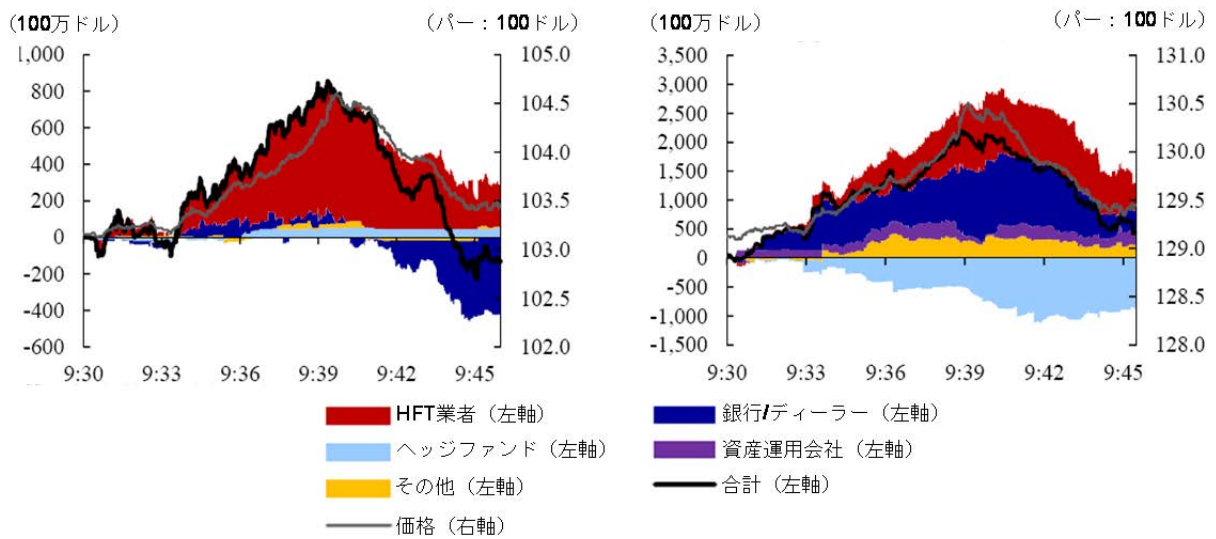 (100万ドル) (パー：100ドル) (100万ドル) (パー：100ドル)
1,000 105.0 3,500 131.0
800 104.5 3,000 130.5
600 104.0 2,500 130.0
400 103.5 2,000 129.5
200 103.0 1,500 129.0
0 102.5 1,000 128.5
-200 102.0 500 128.0
-400 0
-600 -500
-1,000
-1,500
9:30 9:33 9:36 9:39 9:42 9:45 9:30 9:33 9:36 9:39 9:42 9:45
HFT業者（左軸） 銀行/ディーラー（左軸）
ヘッジファンド（左軸） 資産運用会社（左軸）
その他（左軸） 合計（左軸）
価格（右軸）